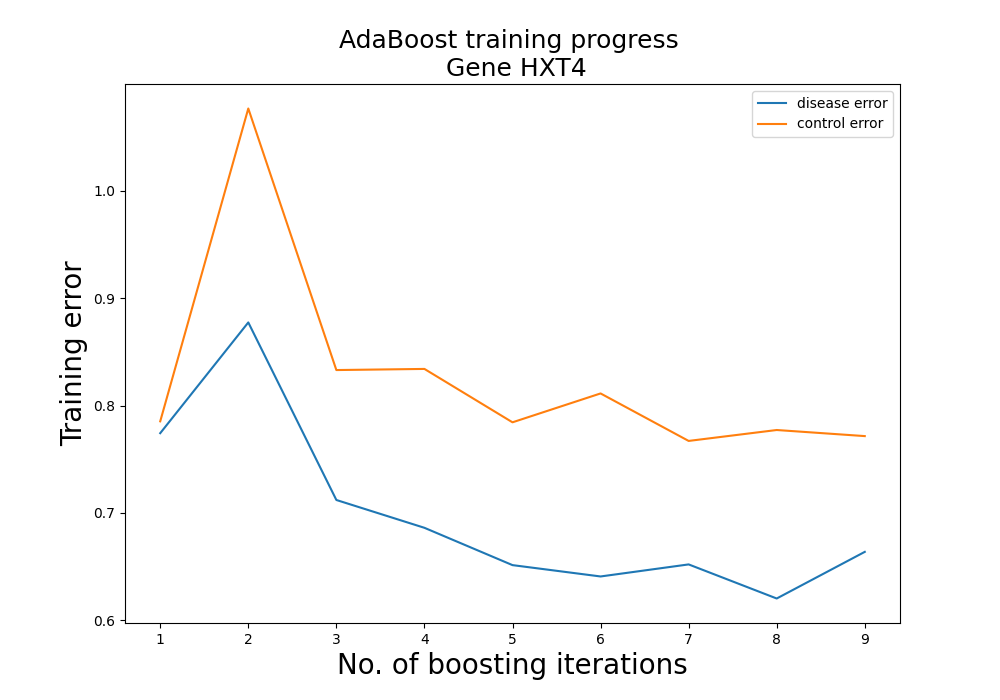 AdaBoost training progress
Gene HXT4
disease error
control error
Training error
1.0
0.9
0.8
0.7
0.6
1 2 3 4 5 6 7 8 9
No. of boosting iterations